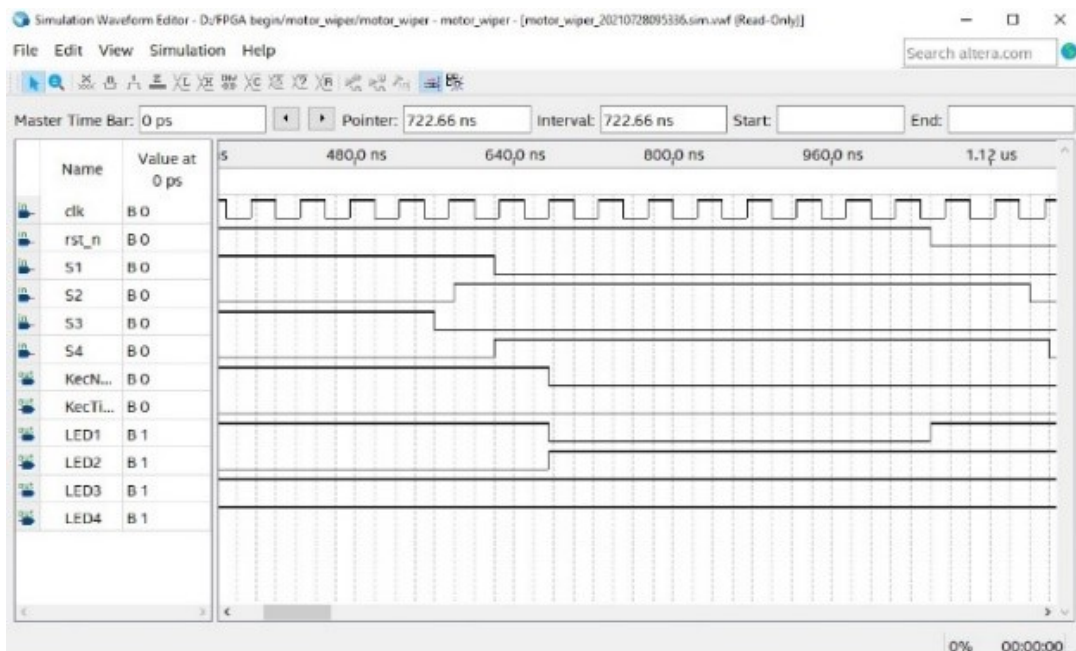 Simulation Waveform Editor - D:/FPGA begin/motor_wiper/motor_wiper - motor_wiper - [motor_wiper_20210728095336.sim.vwf (Read-Only)]
File Edit View Simulation Help
Search altera.com
Master Time Bar: 0 ps
Pointer: 722.66 ns
Interval: 722.66 ns
Start:
End:
Name
Value at
0 ps
480,0 ns 640,0 ns 800,0 ns 960,0 ns 1.12 us
clk B 0
rst_n B 0
S1 B 0
S2 B 0
S3 B 0
S4 B 0
KecN... B 0
KecTi... B 0
LED1 B 1
LED2 B 1
LED3 B 1
LED4 B 1
0% 00:00:00